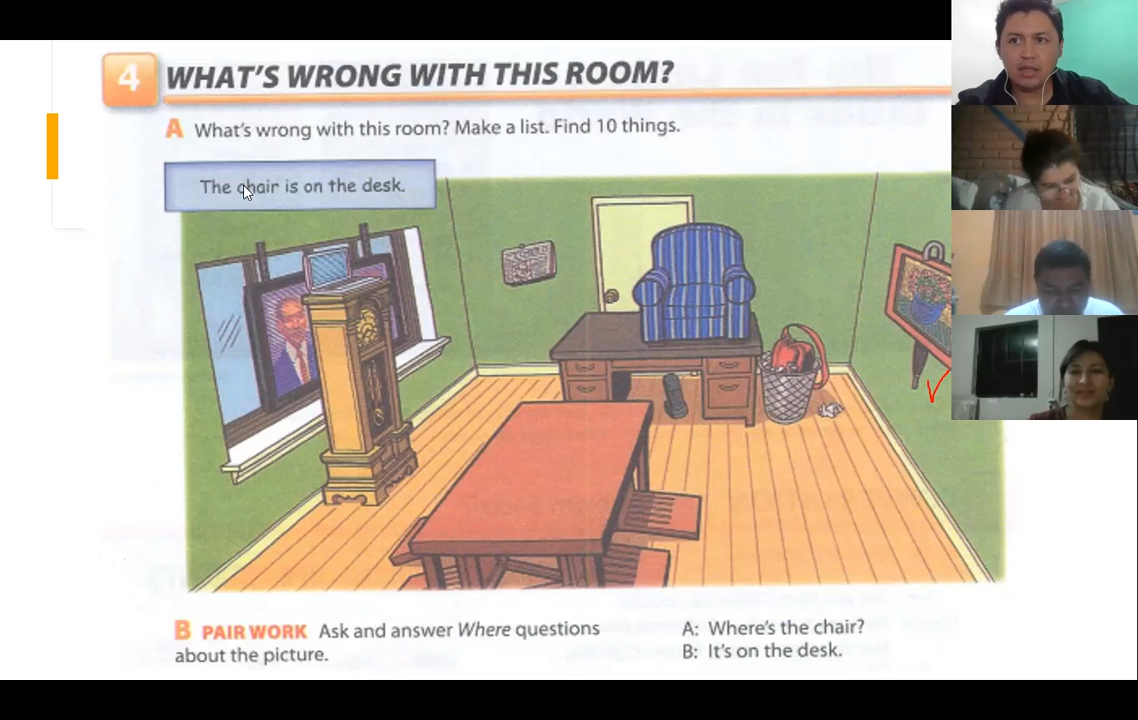 4 WHAT'S WRONG WITH THIS ROOM?
A What's wrong with this room? Make a list. Find 10 things.
The chair is on the desk.
B PAIR WORK Ask and answer Where questions
about the picture.
A: Where's the chair?
B: It's on the desk.